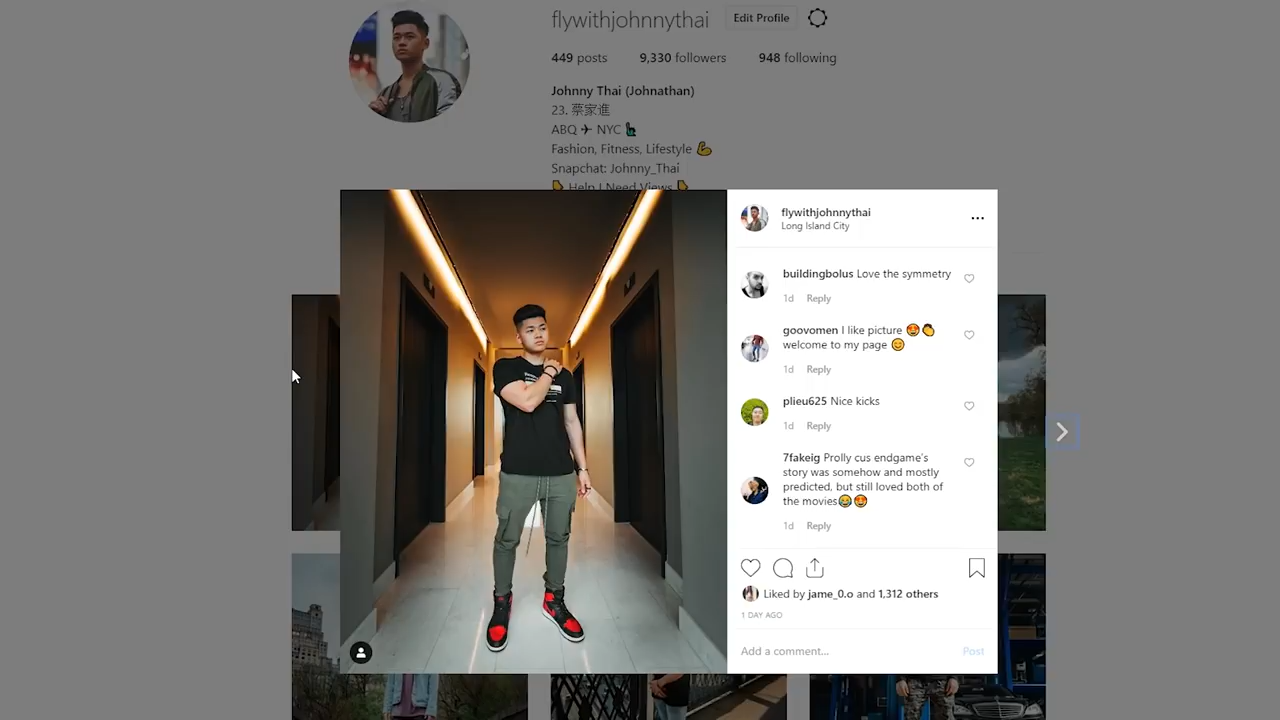 flywithjohnnythai Edit Profile
449 posts 9,330 followers 948 following
Johnny Thai (Johnathan)
23. 蔡家進
ABQ ✈ NYC 🗽
Fashion, Fitness, Lifestyle 💪
Snapchat: Johnny_Thai
👇 Help I Need Views 👇
flywithjohnnythai
Long Island City
buildingbolus Love the symmetry
1d Reply
goovomen I like picture 😍👏
welcome to my page 😊
1d Reply
plieu625 Nice kicks
1d Reply
7fakeig Prolly cus endgame's
story was somehow and mostly
predicted, but still loved both of
the movies😂😍
1d Reply
Liked by jame_0.o and 1,312 others
1 DAY AGO
Add a comment... Post